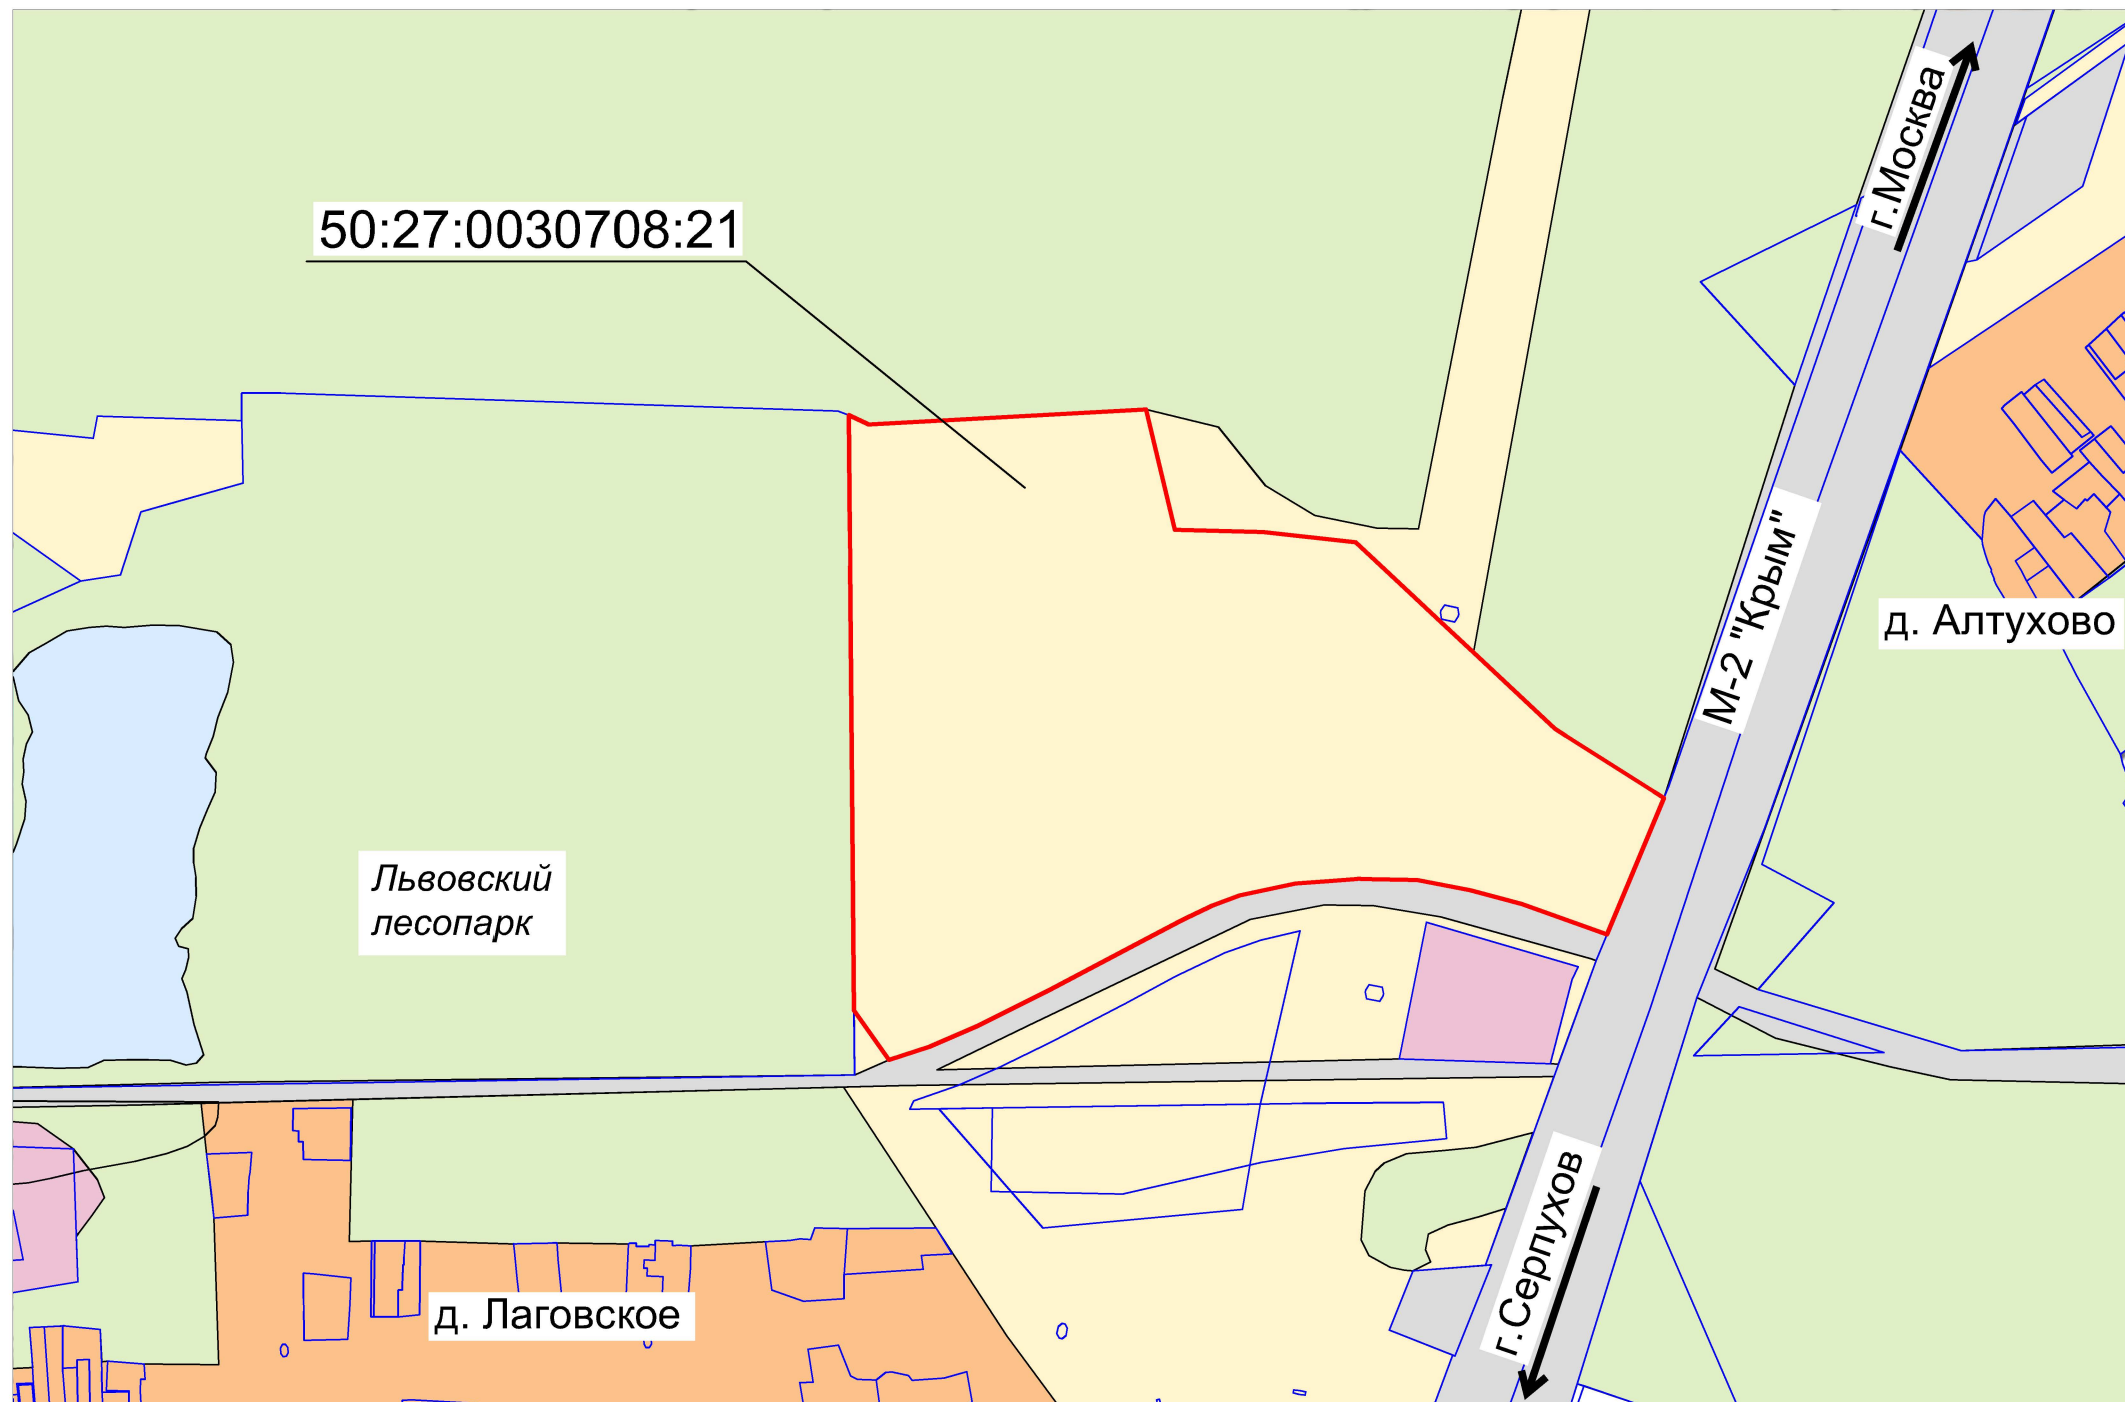 г.Москва
50:27:0030708:21
М-2 "Крым"
д. Алтухово
Львовский
лесопарк
г.Серпухов
д. Лаговское